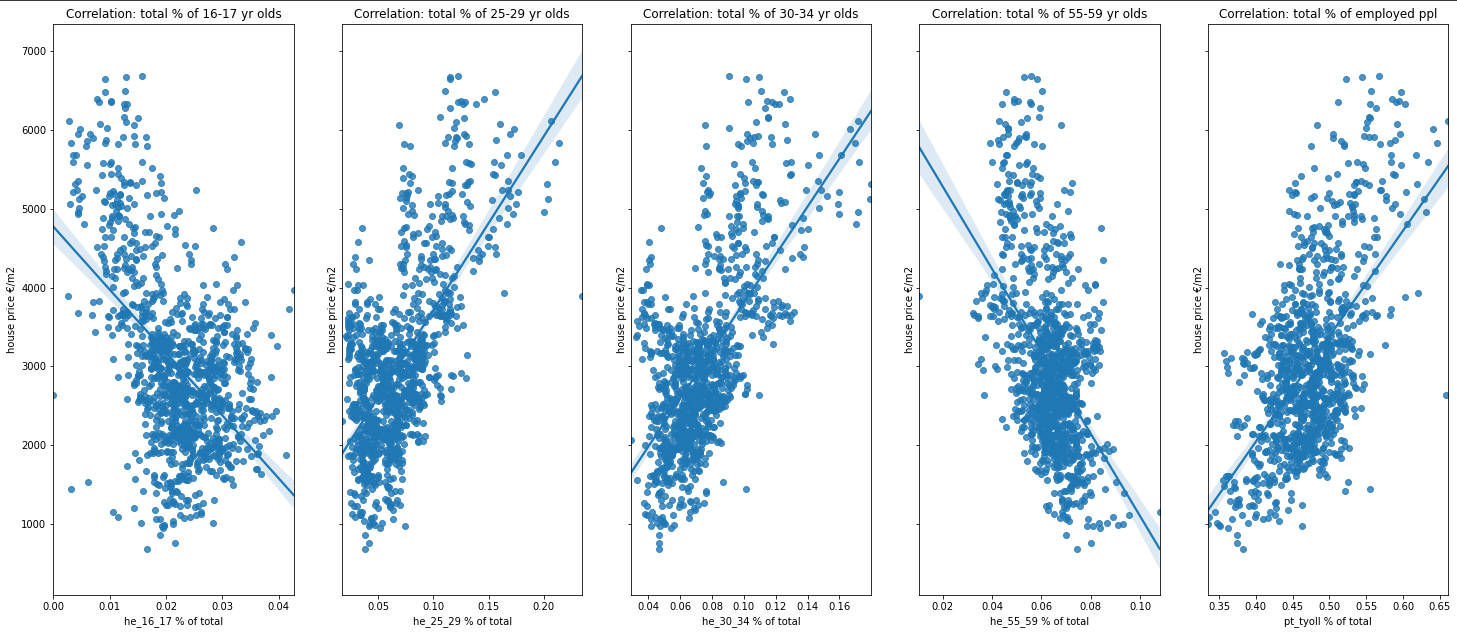 Correlation: total % of 16-17 yr olds
house price €/m2
7000
6000
5000
4000
3000
2000
1000
0.00 0.01 0.02 0.03 0.04
he_16_17 % of total
Correlation: total % of 25-29 yr olds
house price €/m2
0.05 0.10 0.15 0.20
he_25_29 % of total
Correlation: total % of 30-34 yr olds
house price €/m2
0.04 0.06 0.08 0.10 0.12 0.14 0.16
he_30_34 % of total
Correlation: total % of 55-59 yr olds
house price €/m2
0.02 0.04 0.06 0.08 0.10
he_55_59 % of total
Correlation: total % of employed ppl
house price €/m2
0.35 0.40 0.45 0.50 0.55 0.60 0.65
pt_tyoll % of total